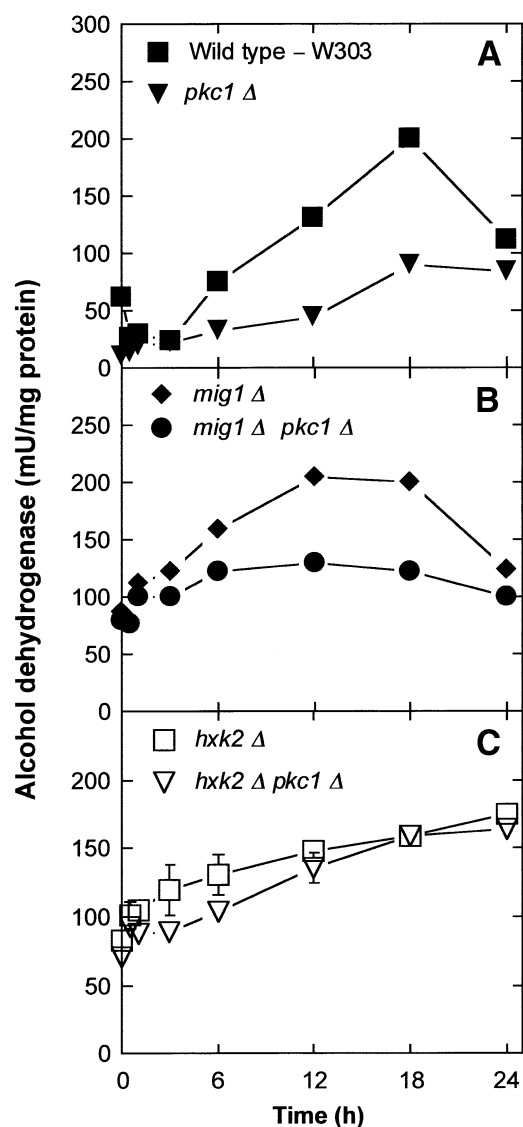 300
Wild type – W303
A
250
pkc1 Δ
200
150
100
50
0
mig1 Δ
B
mig1 Δ pkc1 Δ
250
200
150
100
50
0
hxk2 Δ
C
hxk2 Δ pkc1 Δ
200
150
100
50
0
0 6 12 18 24
Time (h)
Alcohol dehydrogenase (mU/mg protein)